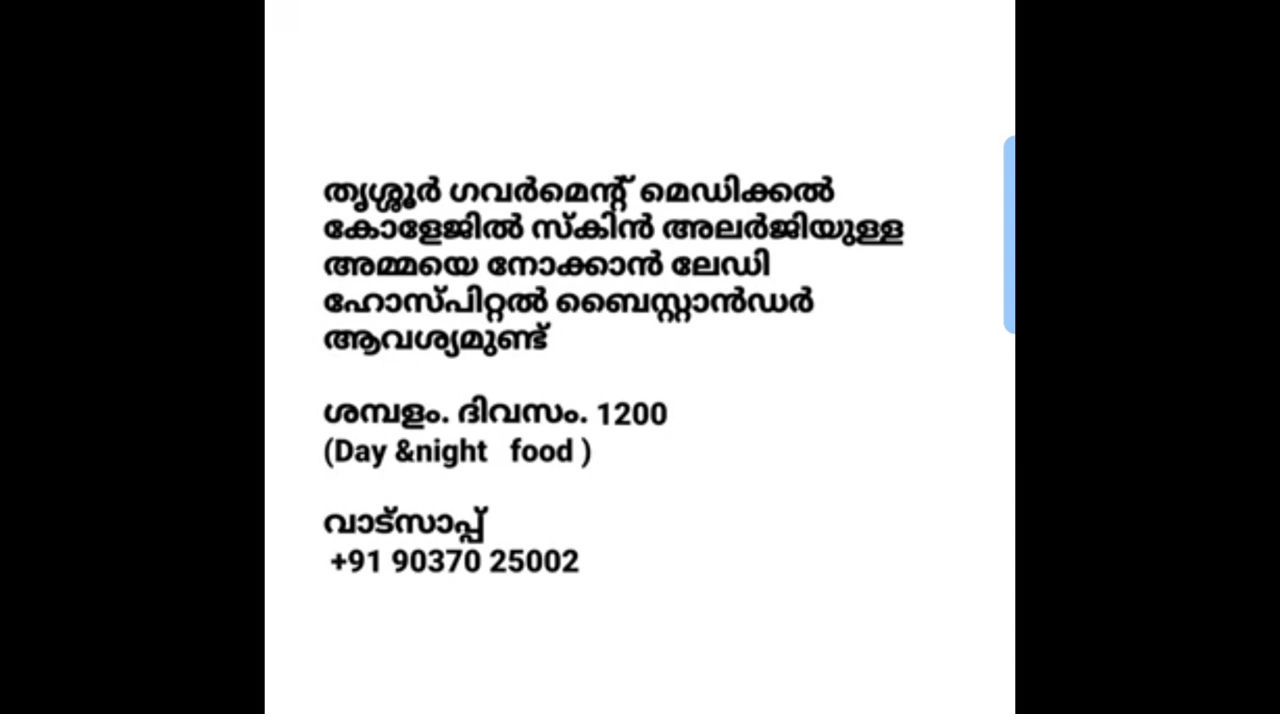 തൃശ്ശൂർ ഗവർമെന്റ് മെഡിക്കൽ
കോളേജിൽ സ്കിൻ അലർജിയുള്ള
അമ്മയെ നോക്കാൻ ലേഡി
ഹോസ്പിറ്റൽ ബൈസ്റ്റാൻഡർ
ആവശ്യമുണ്ട്
ശമ്പളം. ദിവസം. 1200
(Day &night food )
വാട്സാപ്പ്
+91 90370 25002